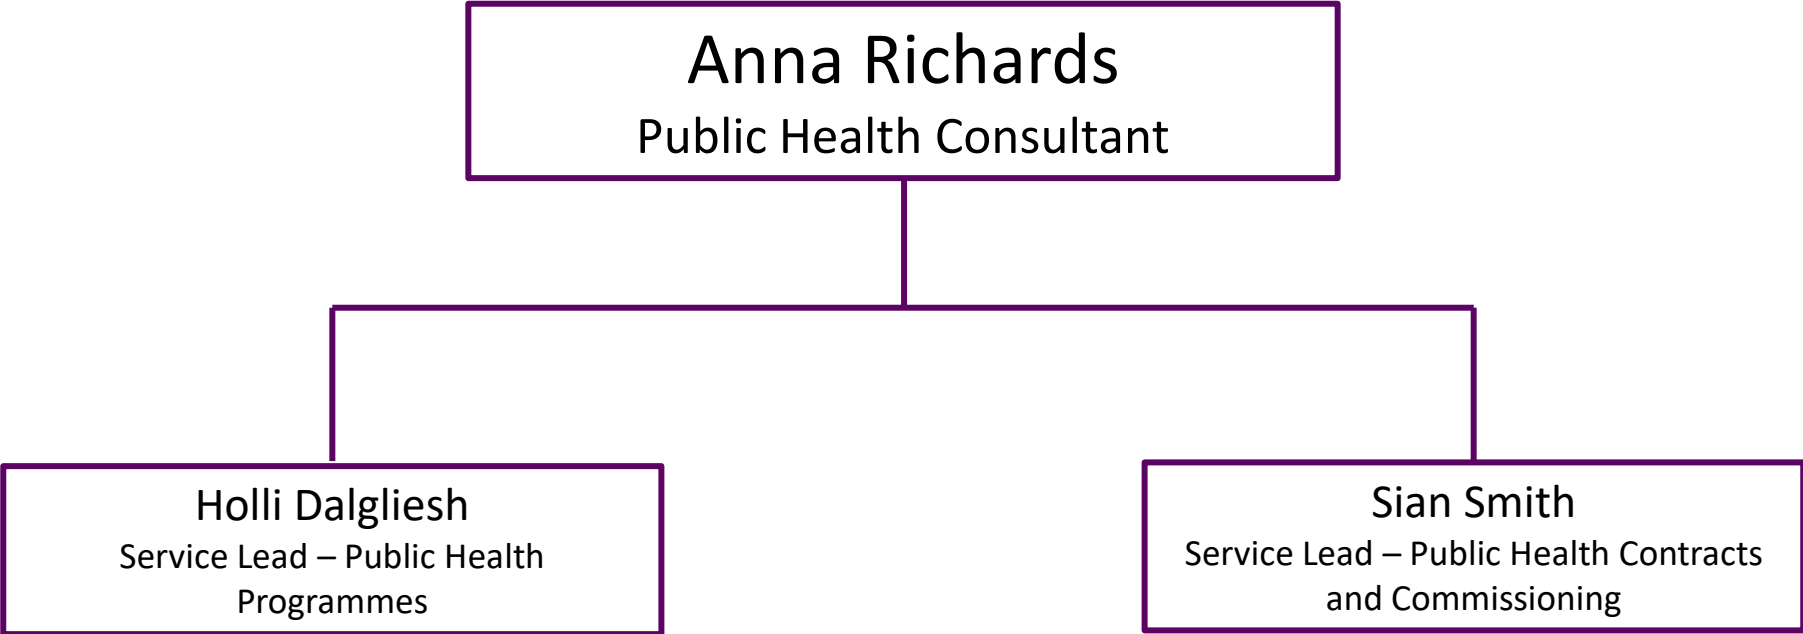 Anna Richards
Public Health Consultant
Holli Dalgliesh
Service Lead – Public Health
Programmes
Sian Smith
Service Lead – Public Health Contracts
and Commissioning